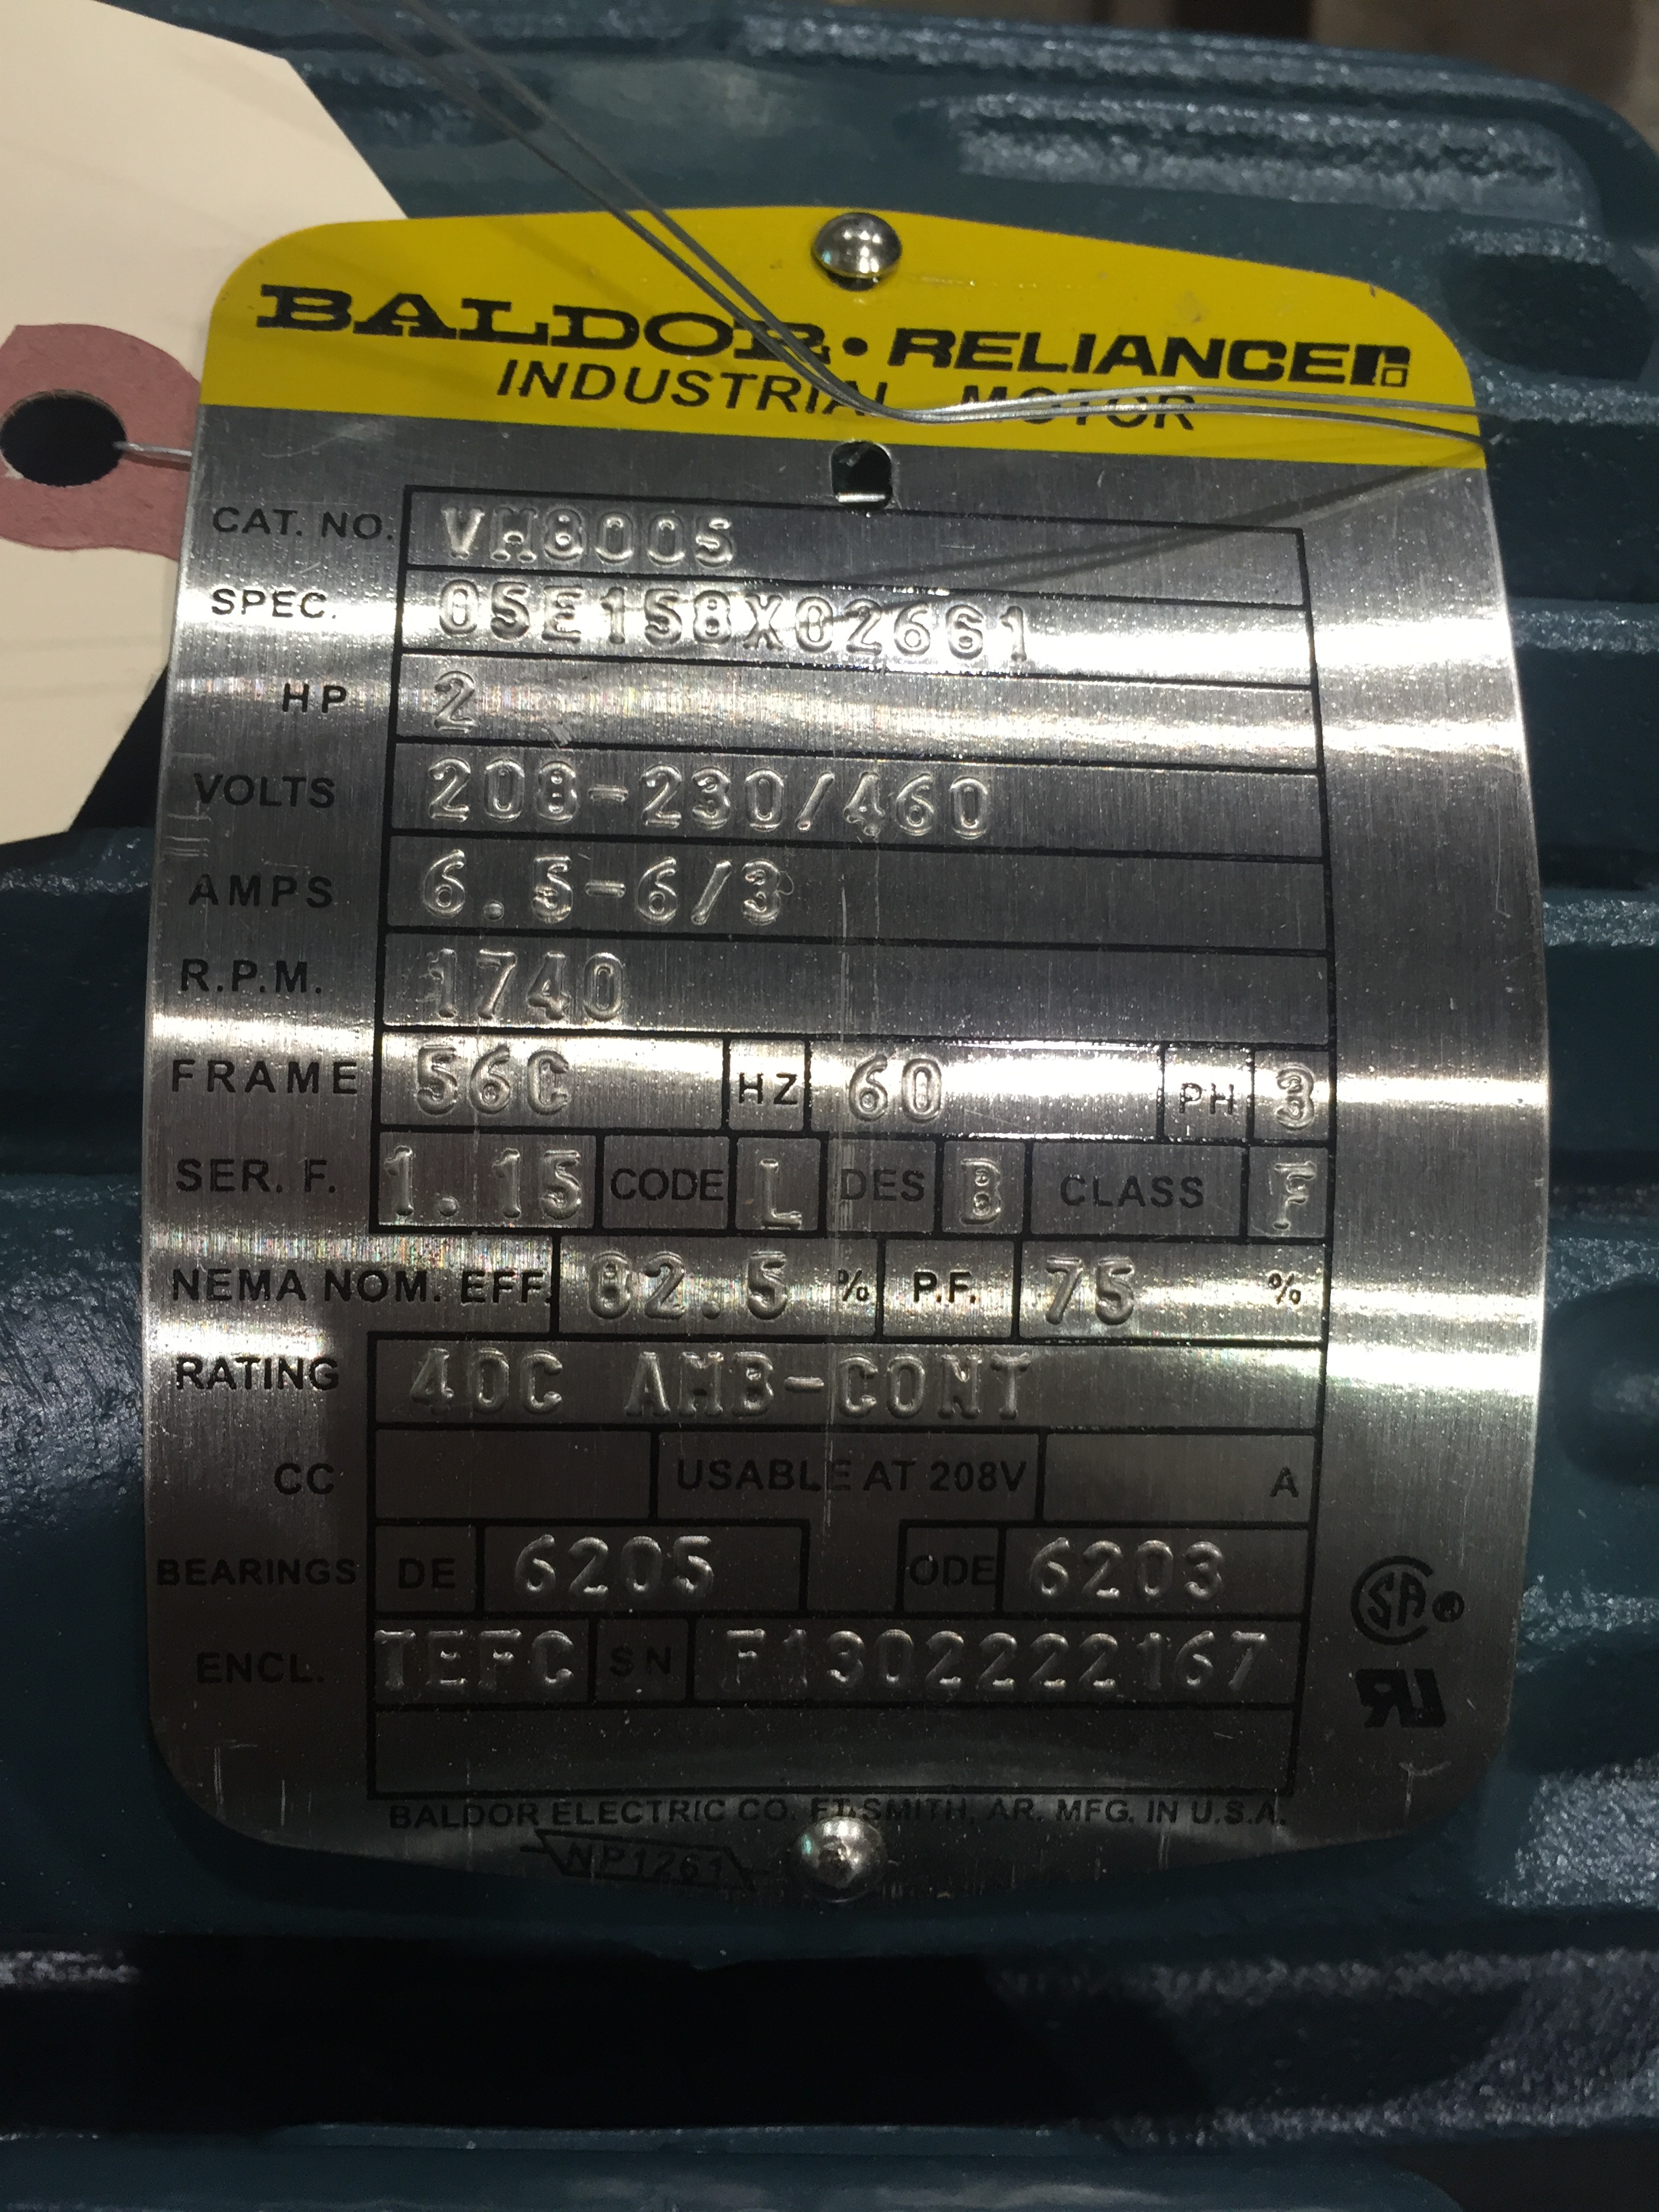 BALDOR • RELIANCE
INDUSTRIAL MOTOR
CAT. NO. VM8005
SPEC. 05E158X02661
HP 2
VOLTS 208-230/460
AMPS 6.5-6/3
R.P.M. 1740
FRAME 56C HZ 60 PH 3
SER. F. 1.15 CODE L DES B CLASS F
NEMA NOM. EFF. 82.5 % P.F. 75 %
RATING 40C AMB-CONT
CC USABLE AT 208V A
BEARINGS DE 6205 ODE 6203
ENCL. TEFC SN F1302222167
BALDOR ELECTRIC CO. FT. SMITH, AR. MFG. IN U.S.A.
NP1261